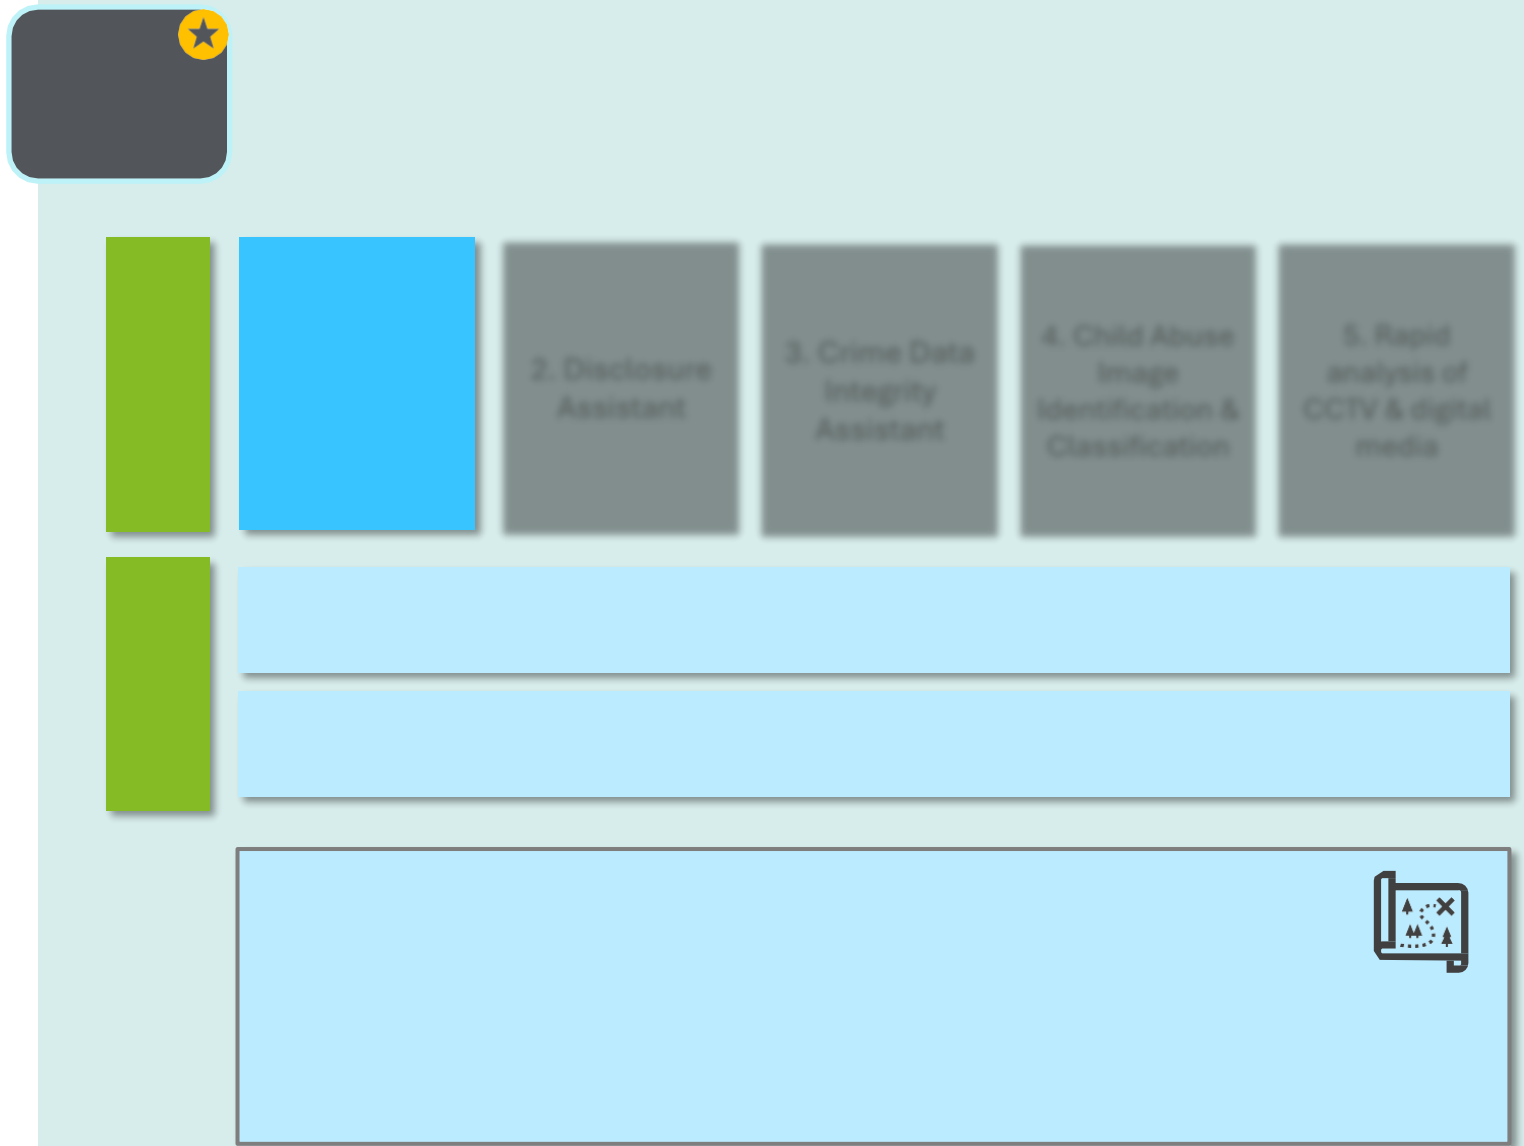 2. Disclosure
Assistant
3. Crime Data
Integrity
Assistant
4. Child Abuse
Image
Identification &
Classification
5. Rapid
analysis of
CCTV & digital
media